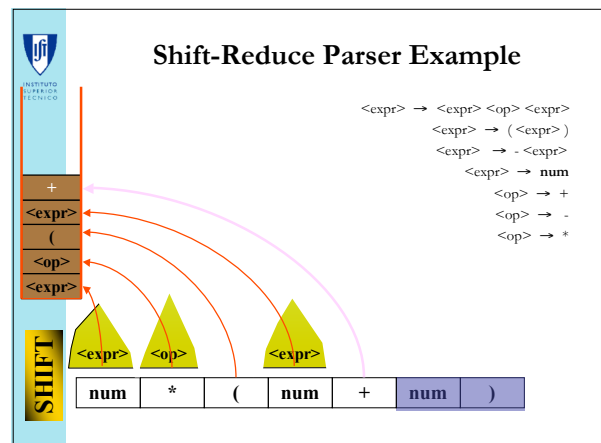 Shift-Reduce Parser Example
INSTITUTO
SUPERIOR
TÉCNICO
<expr> → <expr> <op> <expr>
<expr> → ( <expr> )
<expr> → - <expr>
<expr> → num
<op> → +
<op> → -
<op> → *
+
<expr>
(
<op>
<expr>
<expr> <op> <expr>
SHIFT
num * ( num + num )